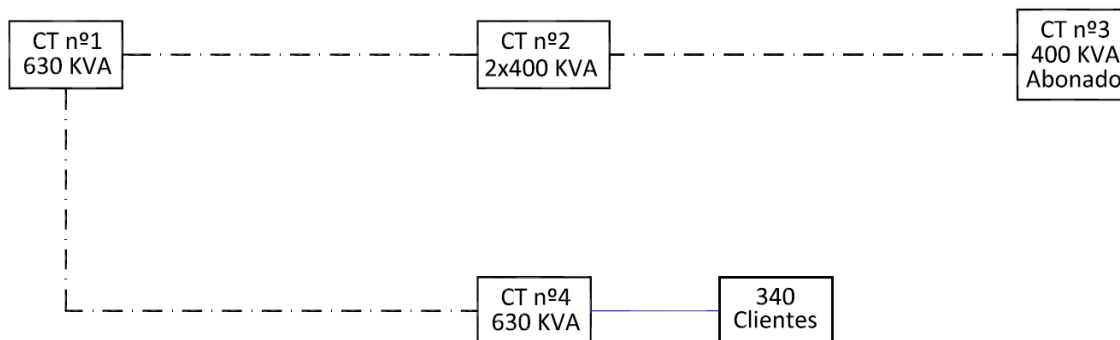 CT nº1
630 KVA
CT nº2
2x400 KVA
CT nº3
400 KVA
Abonado
CT nº4
630 KVA
340
Clientes